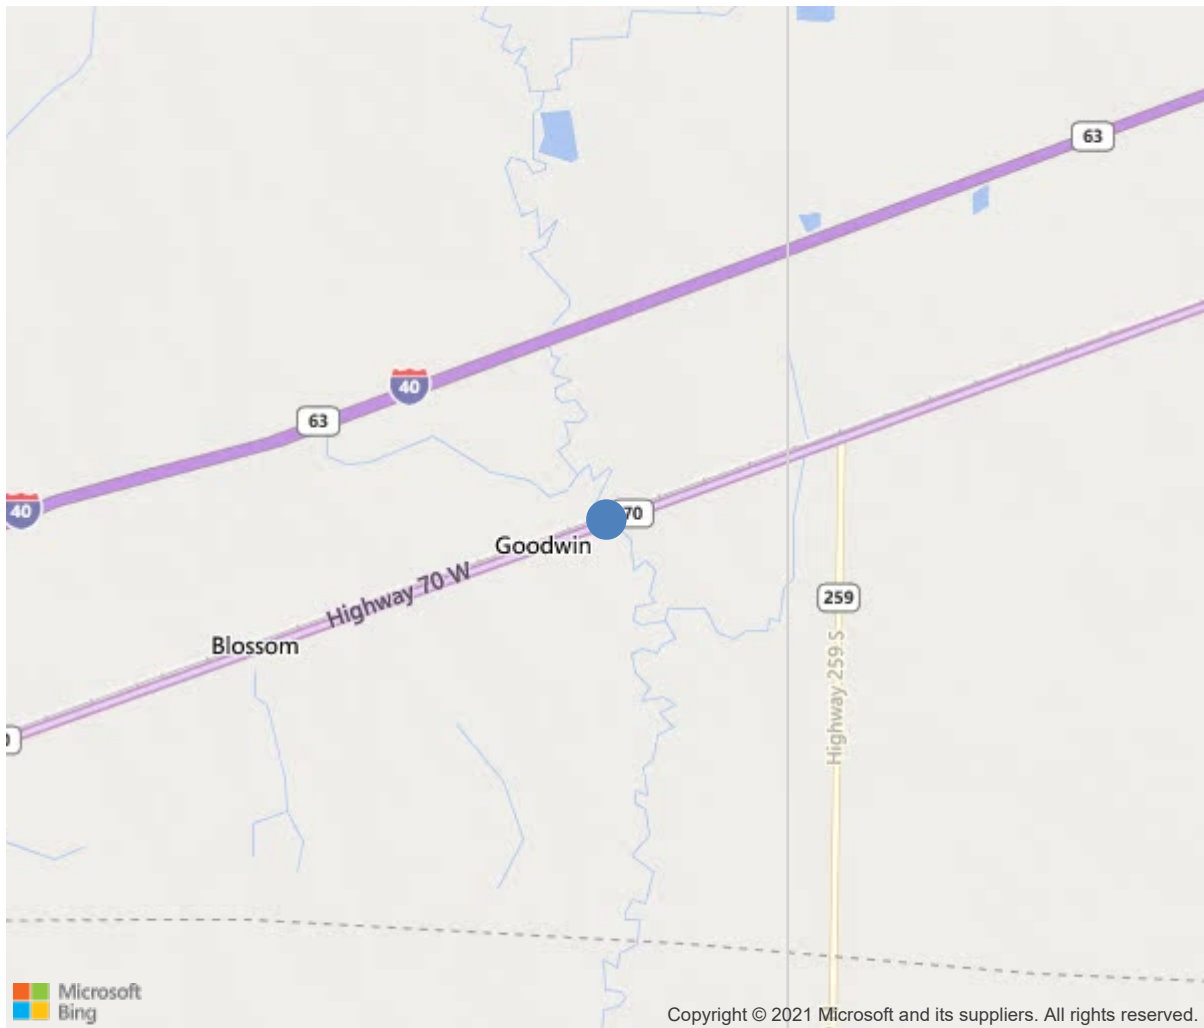 63
40
63
40
70
Goodwin
Highway 70 W
259
Blossom
Highway 259 S
Microsoft
Bing
Copyright © 2021 Microsoft and its suppliers. All rights reserved.